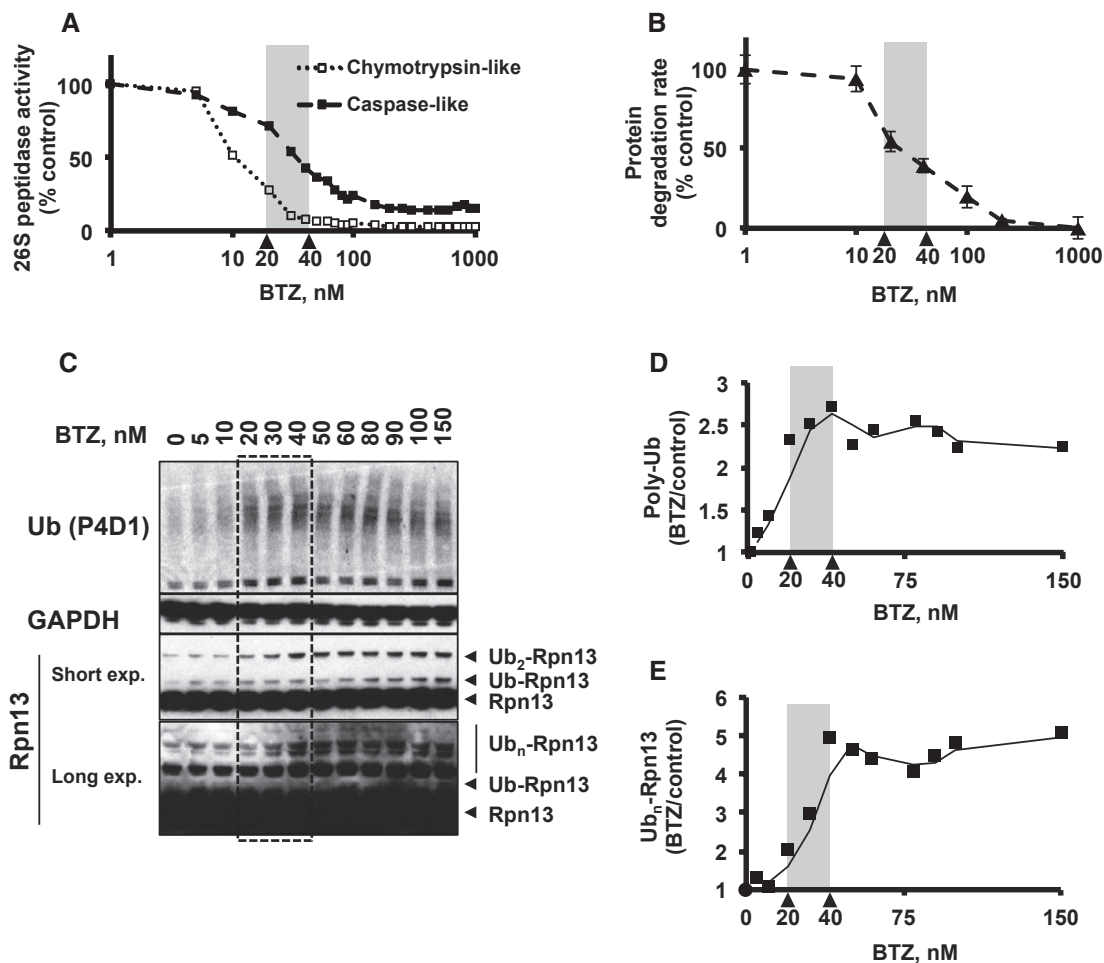 A
26S peptidase activity
(% control)
100
50
0
Chymotrypsin-like
Caspase-like
1 10 20 40 100 1000
BTZ, nM
B
Protein
degradation rate
(% control)
100
50
0
1 10 20 40 100 1000
BTZ, nM
C
BTZ, nM 0 5 10 20 30 40 50 60 80 90 100 150
Ub (P4D1)
GAPDH
Rpn13
Short exp.
Ub2-Rpn13
Ub-Rpn13
Rpn13
Long exp.
Ubn-Rpn13
Ub-Rpn13
Rpn13
D
Poly-Ub
(BTZ/control)
3
2.5
2
1.5
1
0 20 40 75 150
BTZ, nM
E
Ubn-Rpn13
(BTZ/control)
6
5
4
3
2
1
0 20 40 75 150
BTZ, nM